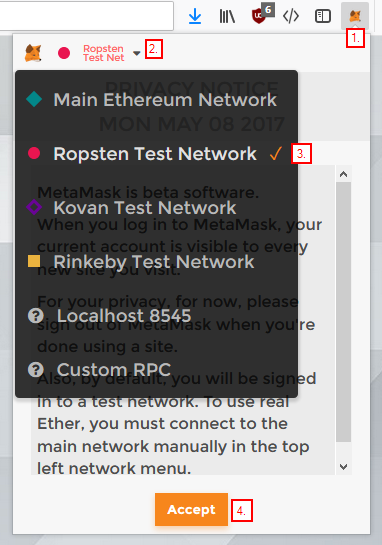 6
1.
Ropsten
Test Net
2.
PRIVACY NOTICE
MON MAY 08 2017
Main Ethereum Network
Ropsten Test Network ✓
3.
MetaMask is beta software.
Kovan Test Network
When you log in to MetaMask, your
current account is visible to every
new site you visit.
Rinkeby Test Network
For your privacy, for now, please
sign out of MetaMask when you're
done using a site.
Localhost 8545
Custom RPC
Also, by default, you will be signed
in to a test network. To use real
Ether, you must connect to the
main network manually in the top
left network menu.
Accept
4.